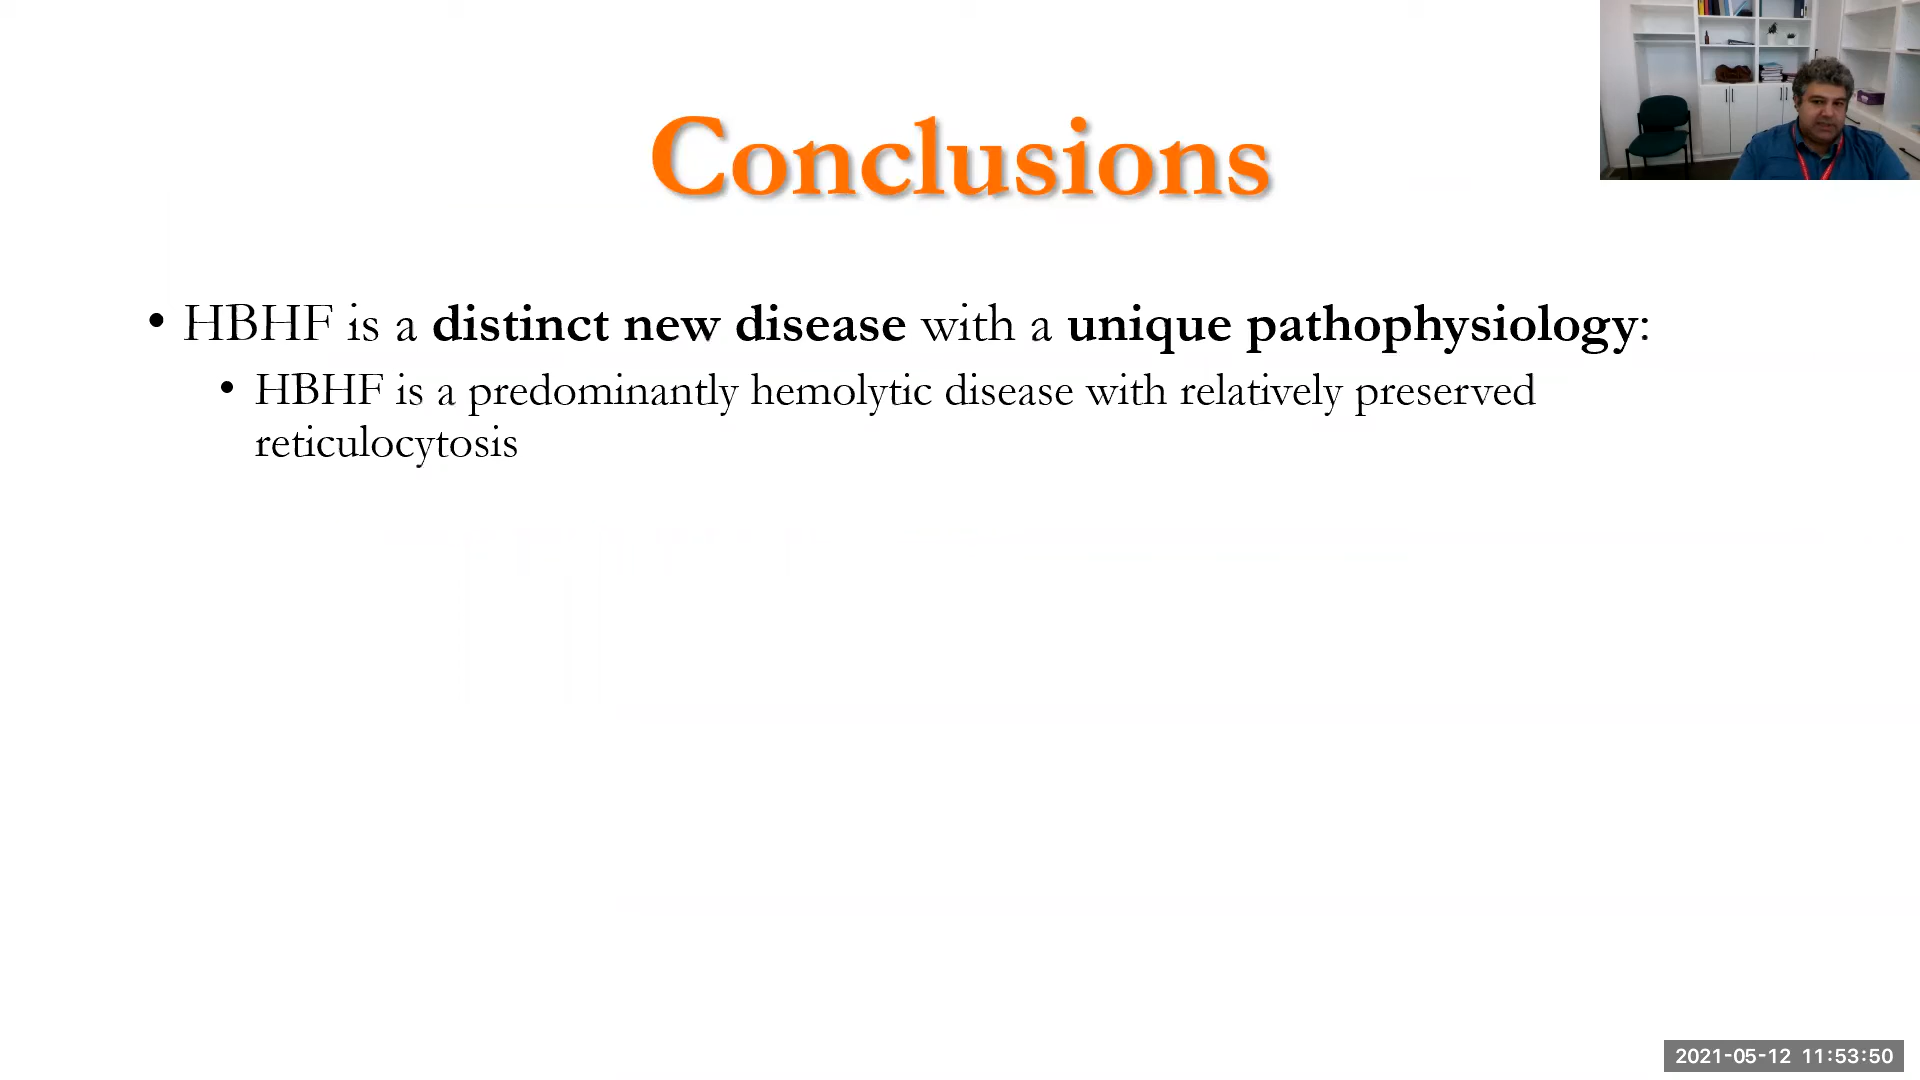 Conclusions
• HBHF is a distinct new disease with a unique pathophysiology:
• HBHF is a predominantly hemolytic disease with relatively preserved
reticulocytosis
2021-05-12 11:53:50